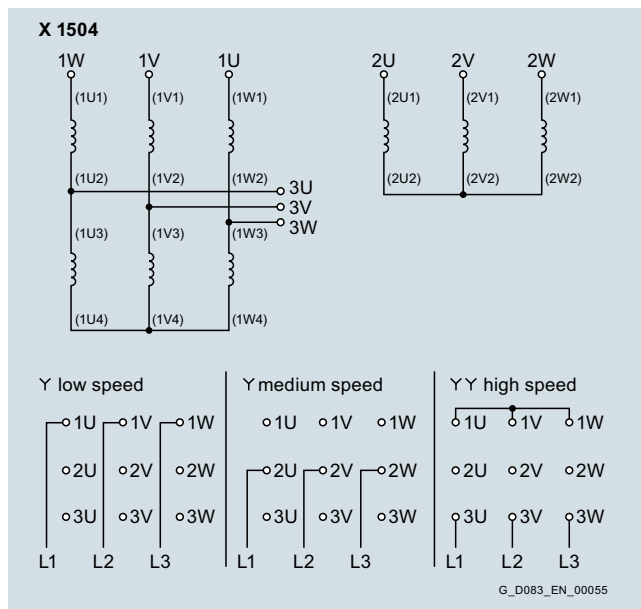 X 1504
1W 1V 1U 2U 2V 2W
(1U1) (1V1) (1W1) (2U1) (2V1) (2W1)
(1U2) (1V2) (1W2) (2U2) (2V2) (2W2)
3U
3V
3W
(1U3) (1V3) (1W3)
(1U4) (1V4) (1W4)
Y low speed
1U 1V 1W
2U 2V 2W
3U 3V 3W
L1 L2 L3
Y medium speed
1U 1V 1W
2U 2V 2W
3U 3V 3W
L1 L2 L3
Y Y high speed
1U 1V 1W
2U 2V 2W
3U 3V 3W
L1 L2 L3
G_D083_EN_00055